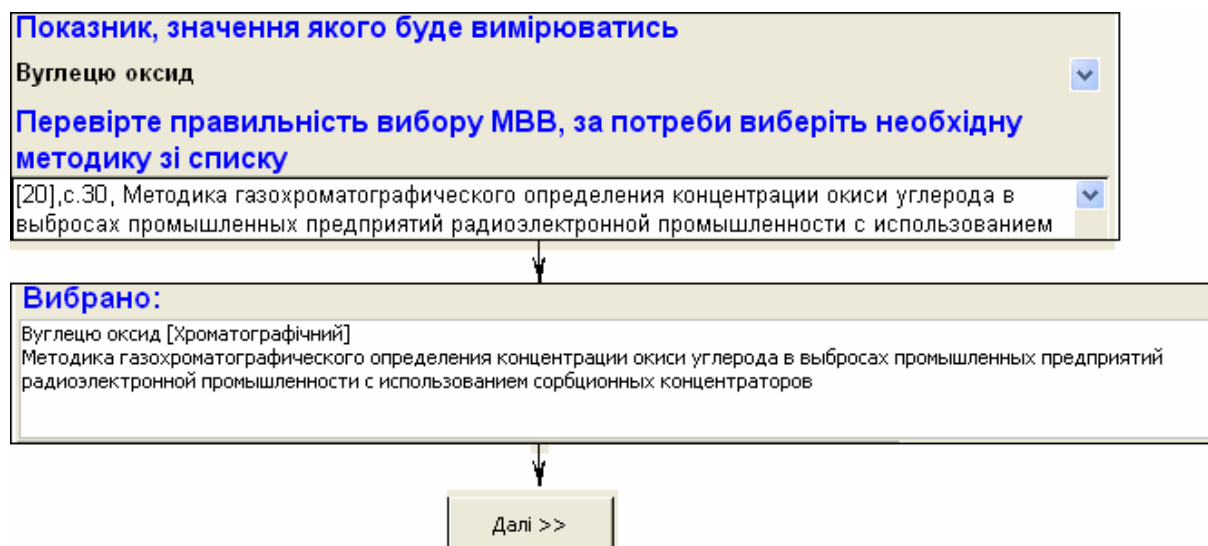 Показник, значення якого буде вимірюватись
Вуглецю оксид
Перевірте правильність вибору МВВ, за потреби виберіть необхідну
методику зі списку
[20],с.30, Методика газохроматографического определения концентрации окиси углерода в
выбросах промышленных предприятий радиоэлектронной промышленности с использованием
Вибрано:
Вуглецю оксид [Хроматографічний]
Методика газохроматографического определения концентрации окиси углерода в выбросах промышленных предприятий
радиоэлектронной промышленности с использованием сорбционных концентраторов
Далі >>